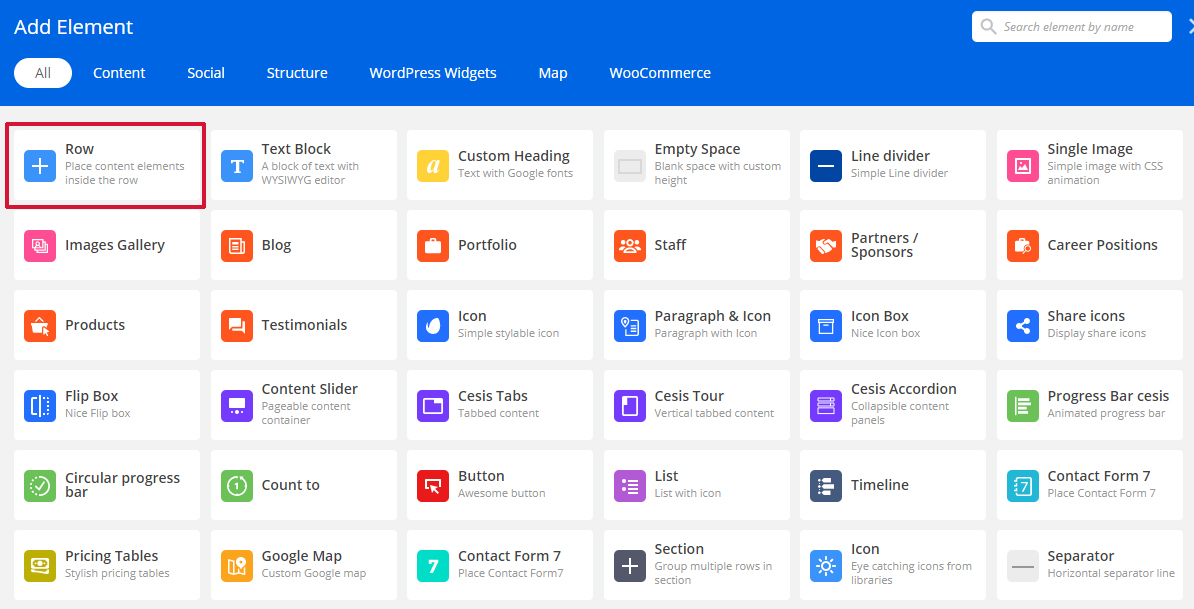 Add Element
Search element by name
All Content Social Structure WordPress Widgets Map WooCommerce
Row
Place content elements
inside the row
T
Text Block
A block of text with
WYSIWYG editor
a
Custom Heading
Text with Google fonts
Empty Space
Blank space with custom
height
Line divider
Simple Line divider
Single Image
Simple image with CSS
animation
Images Gallery
Blog
Portfolio
Staff
Partners /
Sponsors
Career Positions
Products
Testimonials
Icon
Simple stylable icon
Paragraph & Icon
Paragraph with Icon
Icon Box
Nice Icon box
Share icons
Display share icons
Flip Box
Nice Flip box
Content Slider
Pageable content
container
Cesis Tabs
Tabbed content
Cesis Tour
Vertical tabbed content
Cesis Accordion
Collapsible content
panels
Progress Bar cesis
Animated progress bar
Circular progress
bar
1
Count to
Button
Awesome button
List
List with icon
Timeline
7
Contact Form 7
Place Contact Form 7
Pricing Tables
Stylish pricing tables
Google Map
Custom Google map
7
Contact Form 7
Place Contact Form7
Section
Group multiple rows in
section
Icon
Eye catching icons from
libraries
Separator
Horizontal separator line